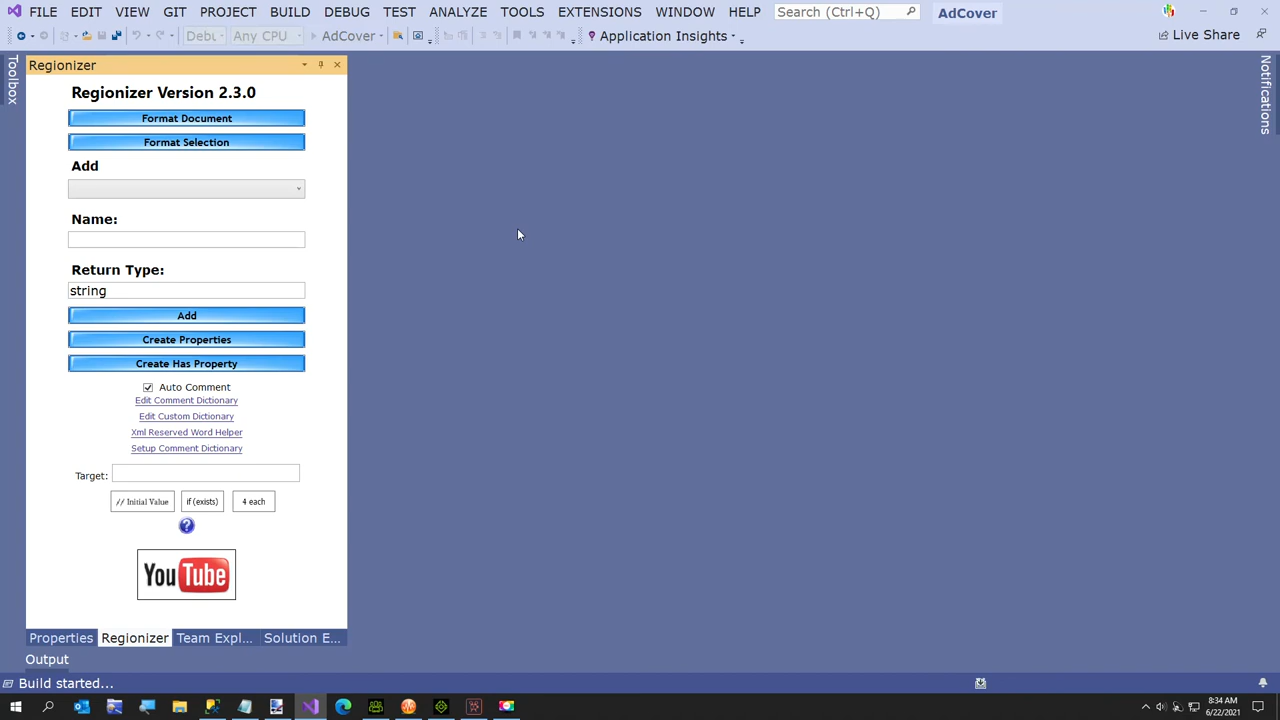 FILE EDIT VIEW REGIONIZER GIT PROJECT BUILD DEBUG TEST ANALYZE TOOLS EXTENSIONS WINDOW HELP Search (Ctrl+Q) AdCover
Debu Any CPU AdCover Application Insights Live Share
Toolbox
Notifications
Regionizer
Regionizer Version 2.3.0
Format Document
Format Selection
Add
Name:
Return Type:
string
Add
Create Properties
Create Has Property
Auto Comment
Edit Comment Dictionary
Edit Custom Dictionary
Xml Reserved Word Helper
Setup Comment Dictionary
Target:
// Initial Value if (exists) 4 each
?
YouTube
Properties Regionizer Team Expl... Solution E...
Output
Build started...
8:34 AM
6/22/2021